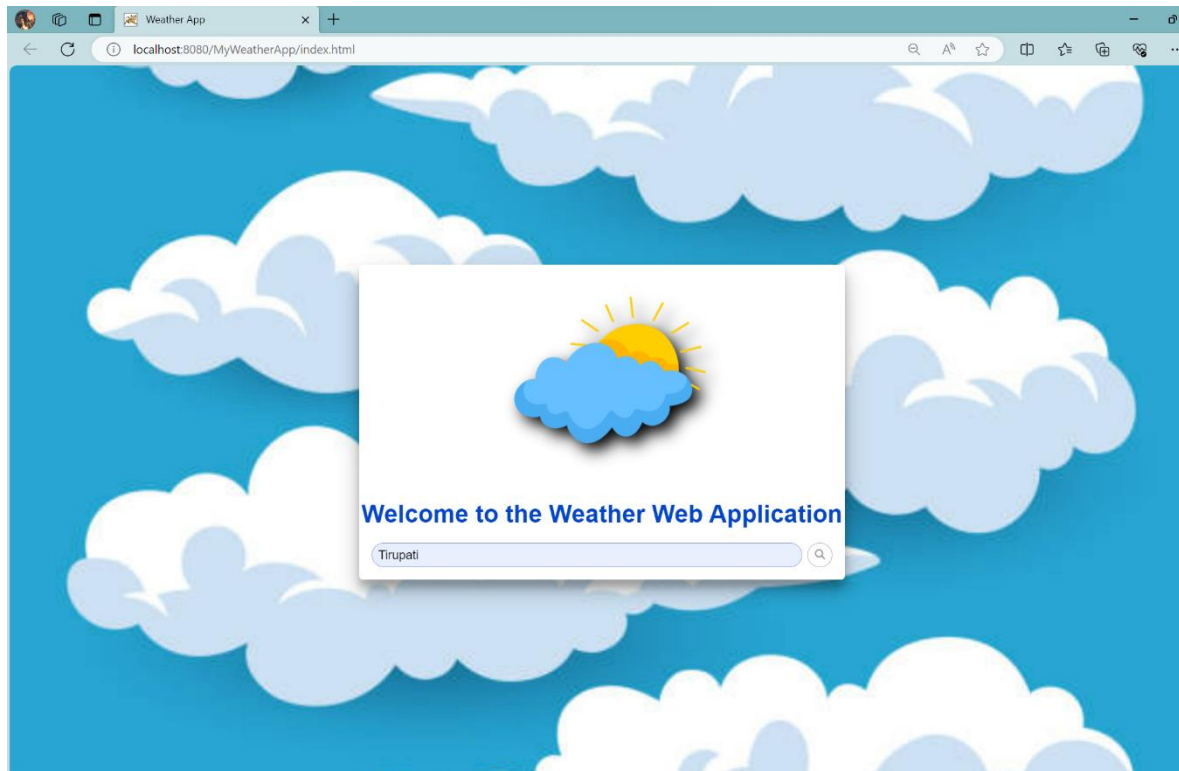 Weather App
localhost:8080/MyWeatherApp/index.html
Welcome to the Weather Web Application
Tirupati